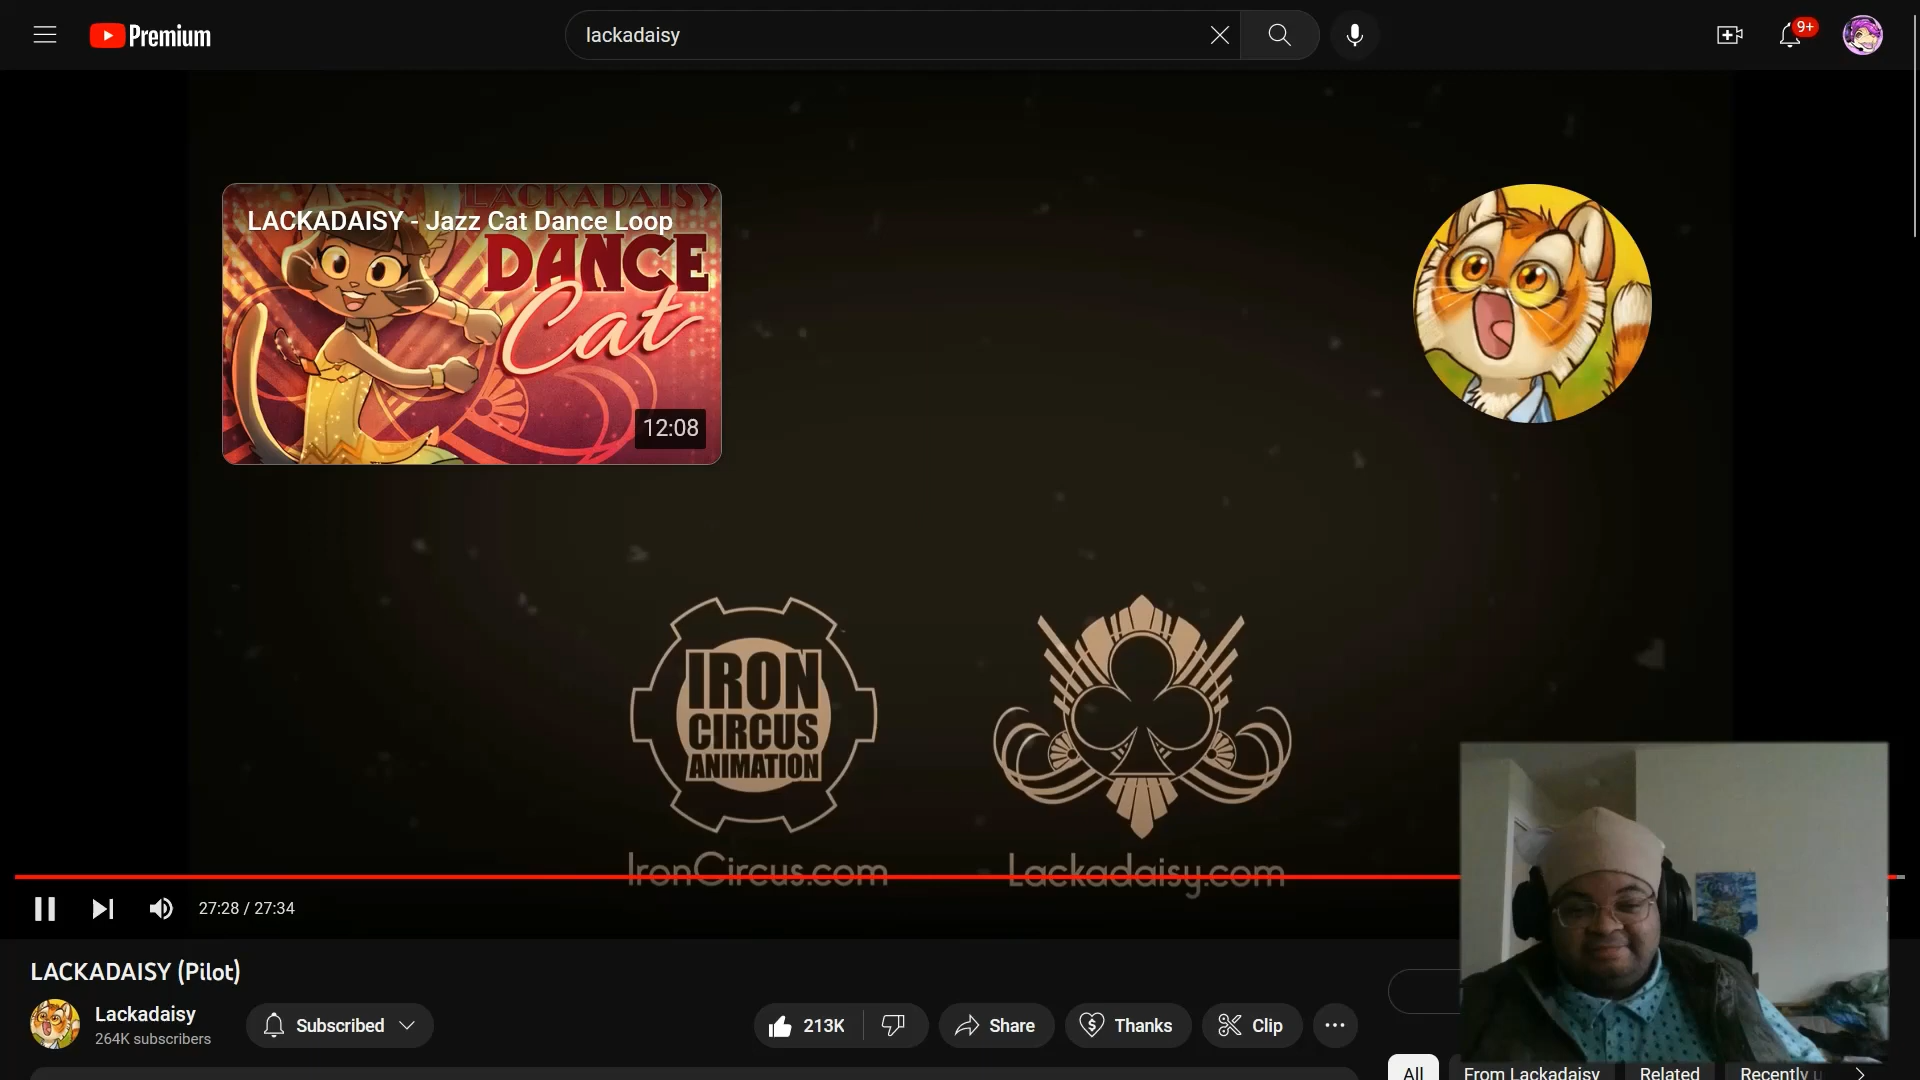 Premium
lackadaisy
9+
LACKADAISY
LACKADAISY - Jazz Cat Dance Loop
DANCE
Cat
12:08
IRON
CIRCUS
ANIMATION
IronCircus.com
Lackadaisy.com
27:28 / 27:34
LACKADAISY (Pilot)
Lackadaisy
264K subscribers
Subscribed
213K
Share
Thanks
Clip
All
From Lackadaisy
Related
Recently u